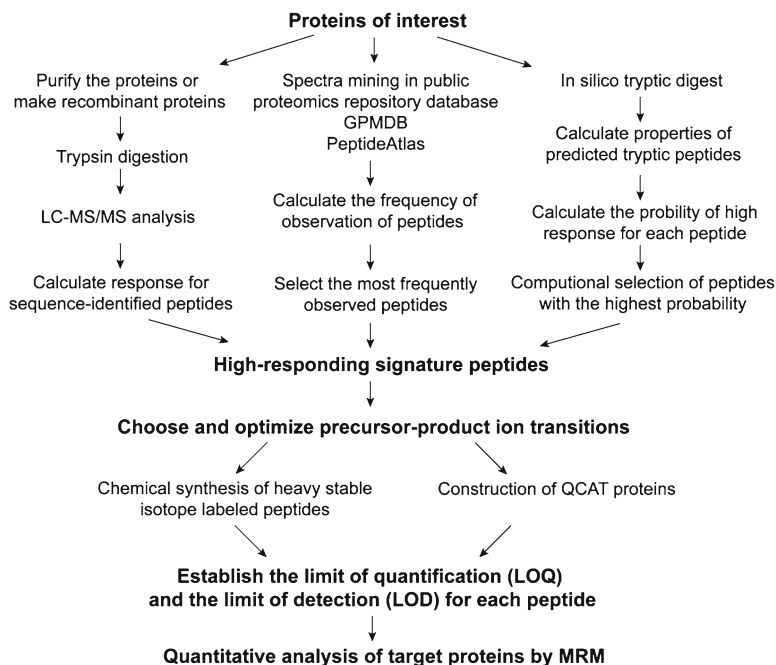 Proteins of interest
Purify the proteins or
make recombinant proteins
Trypsin digestion
LC-MS/MS analysis
Calculate response for
sequence-identified peptides
Spectra mining in public
proteomics repository database
GPMDB
PeptideAtlas
Calculate the frequency of
observation of peptides
Select the most frequently
observed peptides
In silico tryptic digest
Calculate properties of
predicted tryptic peptides
Calculate the probility of high
response for each peptide
Computional selection of peptides
with the highest probability
High-responding signature peptides
Choose and optimize precursor-product ion transitions
Chemical synthesis of heavy stable
isotope labeled peptides
Construction of QCAT proteins
Establish the limit of quantification (LOQ)
and the limit of detection (LOD) for each peptide
Quantitative analysis of target proteins by MRM